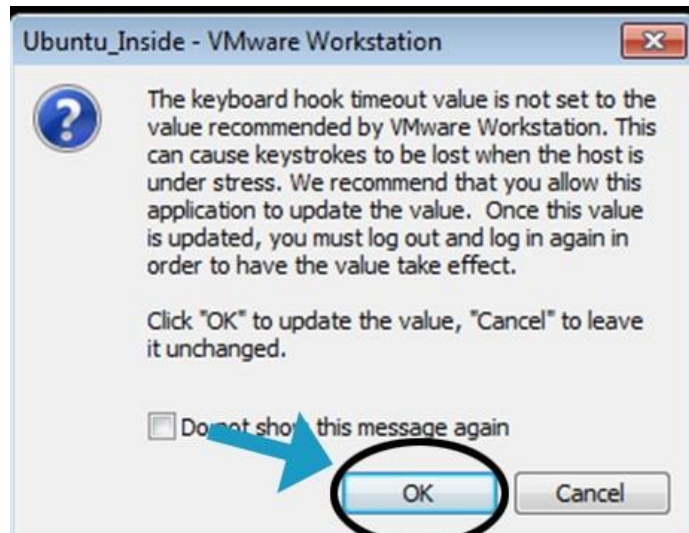 Ubuntu_Inside - VMware Workstation
The keyboard hook timeout value is not set to the
value recommended by VMware Workstation. This
can cause keystrokes to be lost when the host is
under stress. We recommend that you allow this
application to update the value. Once this value
is updated, you must log out and log in again in
order to have the value take effect.
Click "OK" to update the value, "Cancel" to leave
it unchanged.
Do not show this message again
OK Cancel